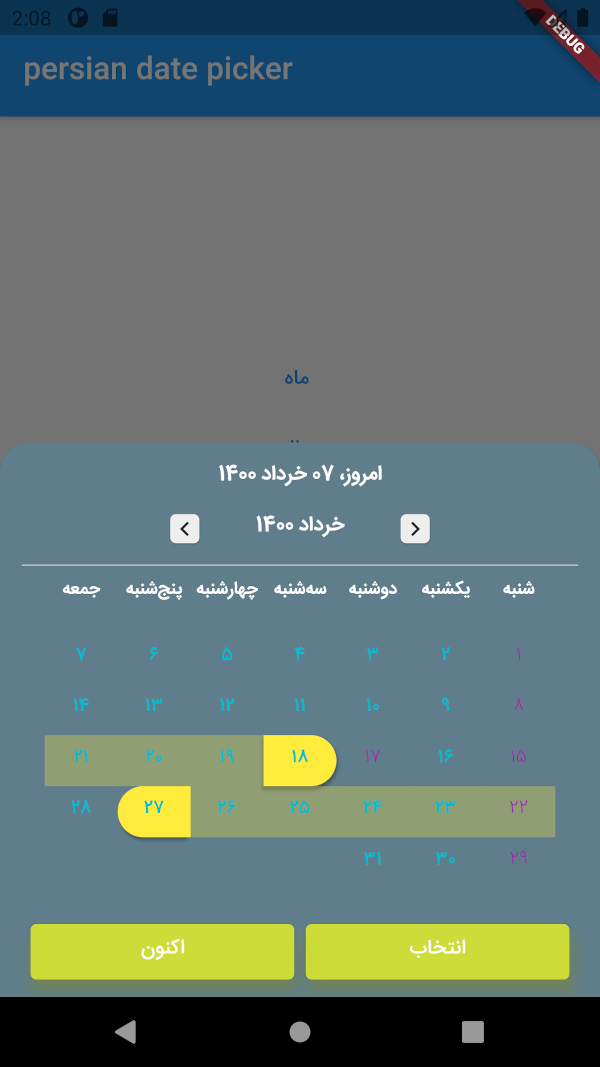 2:08
DEBUG
persian date picker
ماه
امروز، ۰۷ خرداد ۱۴۰۰
خرداد ۱۴۰۰
شنبه یکشنبه دوشنبه سه‌شنبه چهارشنبه پنج‌شنبه جمعه
۱ ۲ ۳ ۴ ۵ ۶ ۷
۸ ۹ ۱۰ ۱۱ ۱۲ ۱۳ ۱۴
۱۵ ۱۶ ۱۷ ۱۸ ۱۹ ۲۰ ۲۱
۲۲ ۲۳ ۲۴ ۲۵ ۲۶ ۲۷ ۲۸
۲۹ ۳۰ ۳۱
انتخاب
اکنون